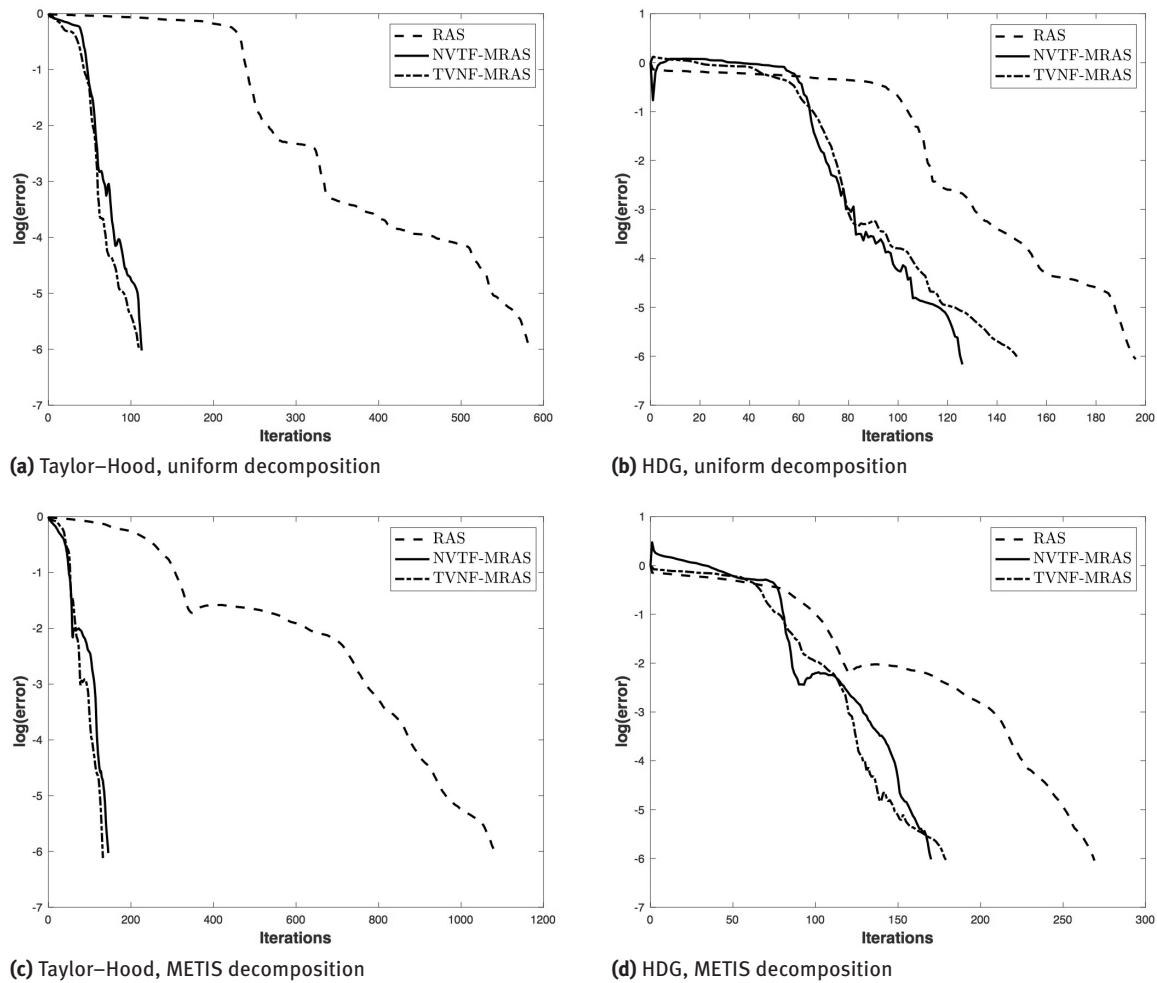 0
-1
-2
-3
-4
-5
-6
-7
log(error)
0 100 200 300 400 500 600
Iterations
RAS
NVTF-MRAS
TVNF-MRAS
(a) Taylor–Hood, uniform decomposition
1
0
-1
-2
-3
-4
-5
-6
-7
log(error)
0 20 40 60 80 100 120 140 160 180 200
Iterations
RAS
NVTF-MRAS
TVNF-MRAS
(b) HDG, uniform decomposition
0
-1
-2
-3
-4
-5
-6
-7
log(error)
0 200 400 600 800 1000 1200
Iterations
RAS
NVTF-MRAS
TVNF-MRAS
(c) Taylor–Hood, METIS decomposition
1
0
-1
-2
-3
-4
-5
-6
-7
log(error)
0 50 100 150 200 250 300
Iterations
RAS
NVTF-MRAS
TVNF-MRAS
(d) HDG, METIS decomposition